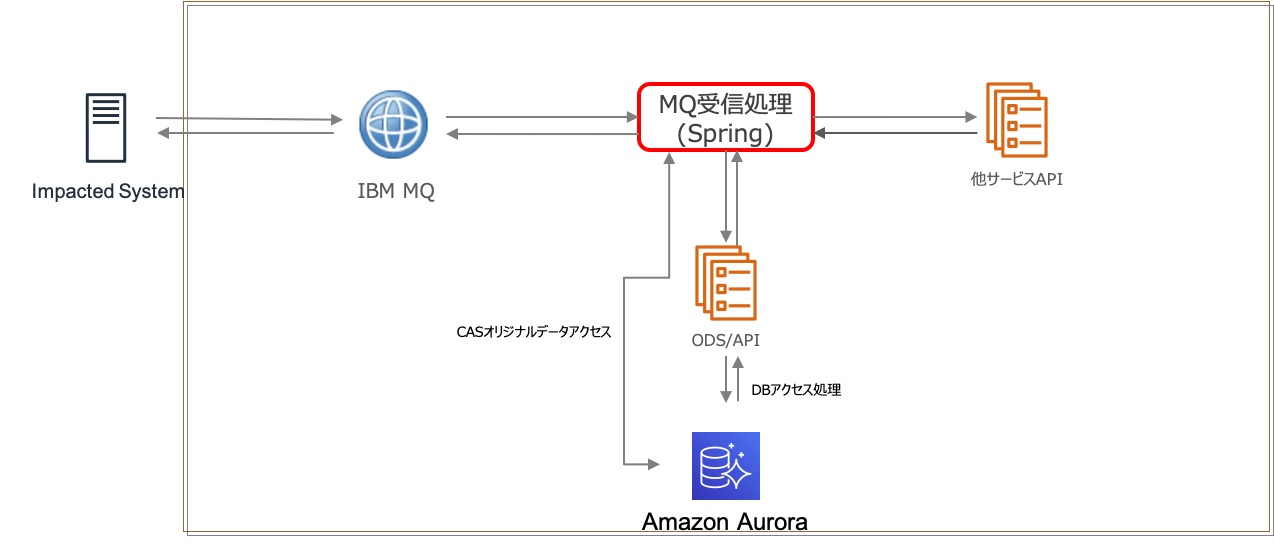 MQ受信処理
(Spring)
Impacted System
IBM MQ
他サービスAPI
CASオリジナルデータアクセス
ODS/API
DBアクセス処理
Amazon Aurora